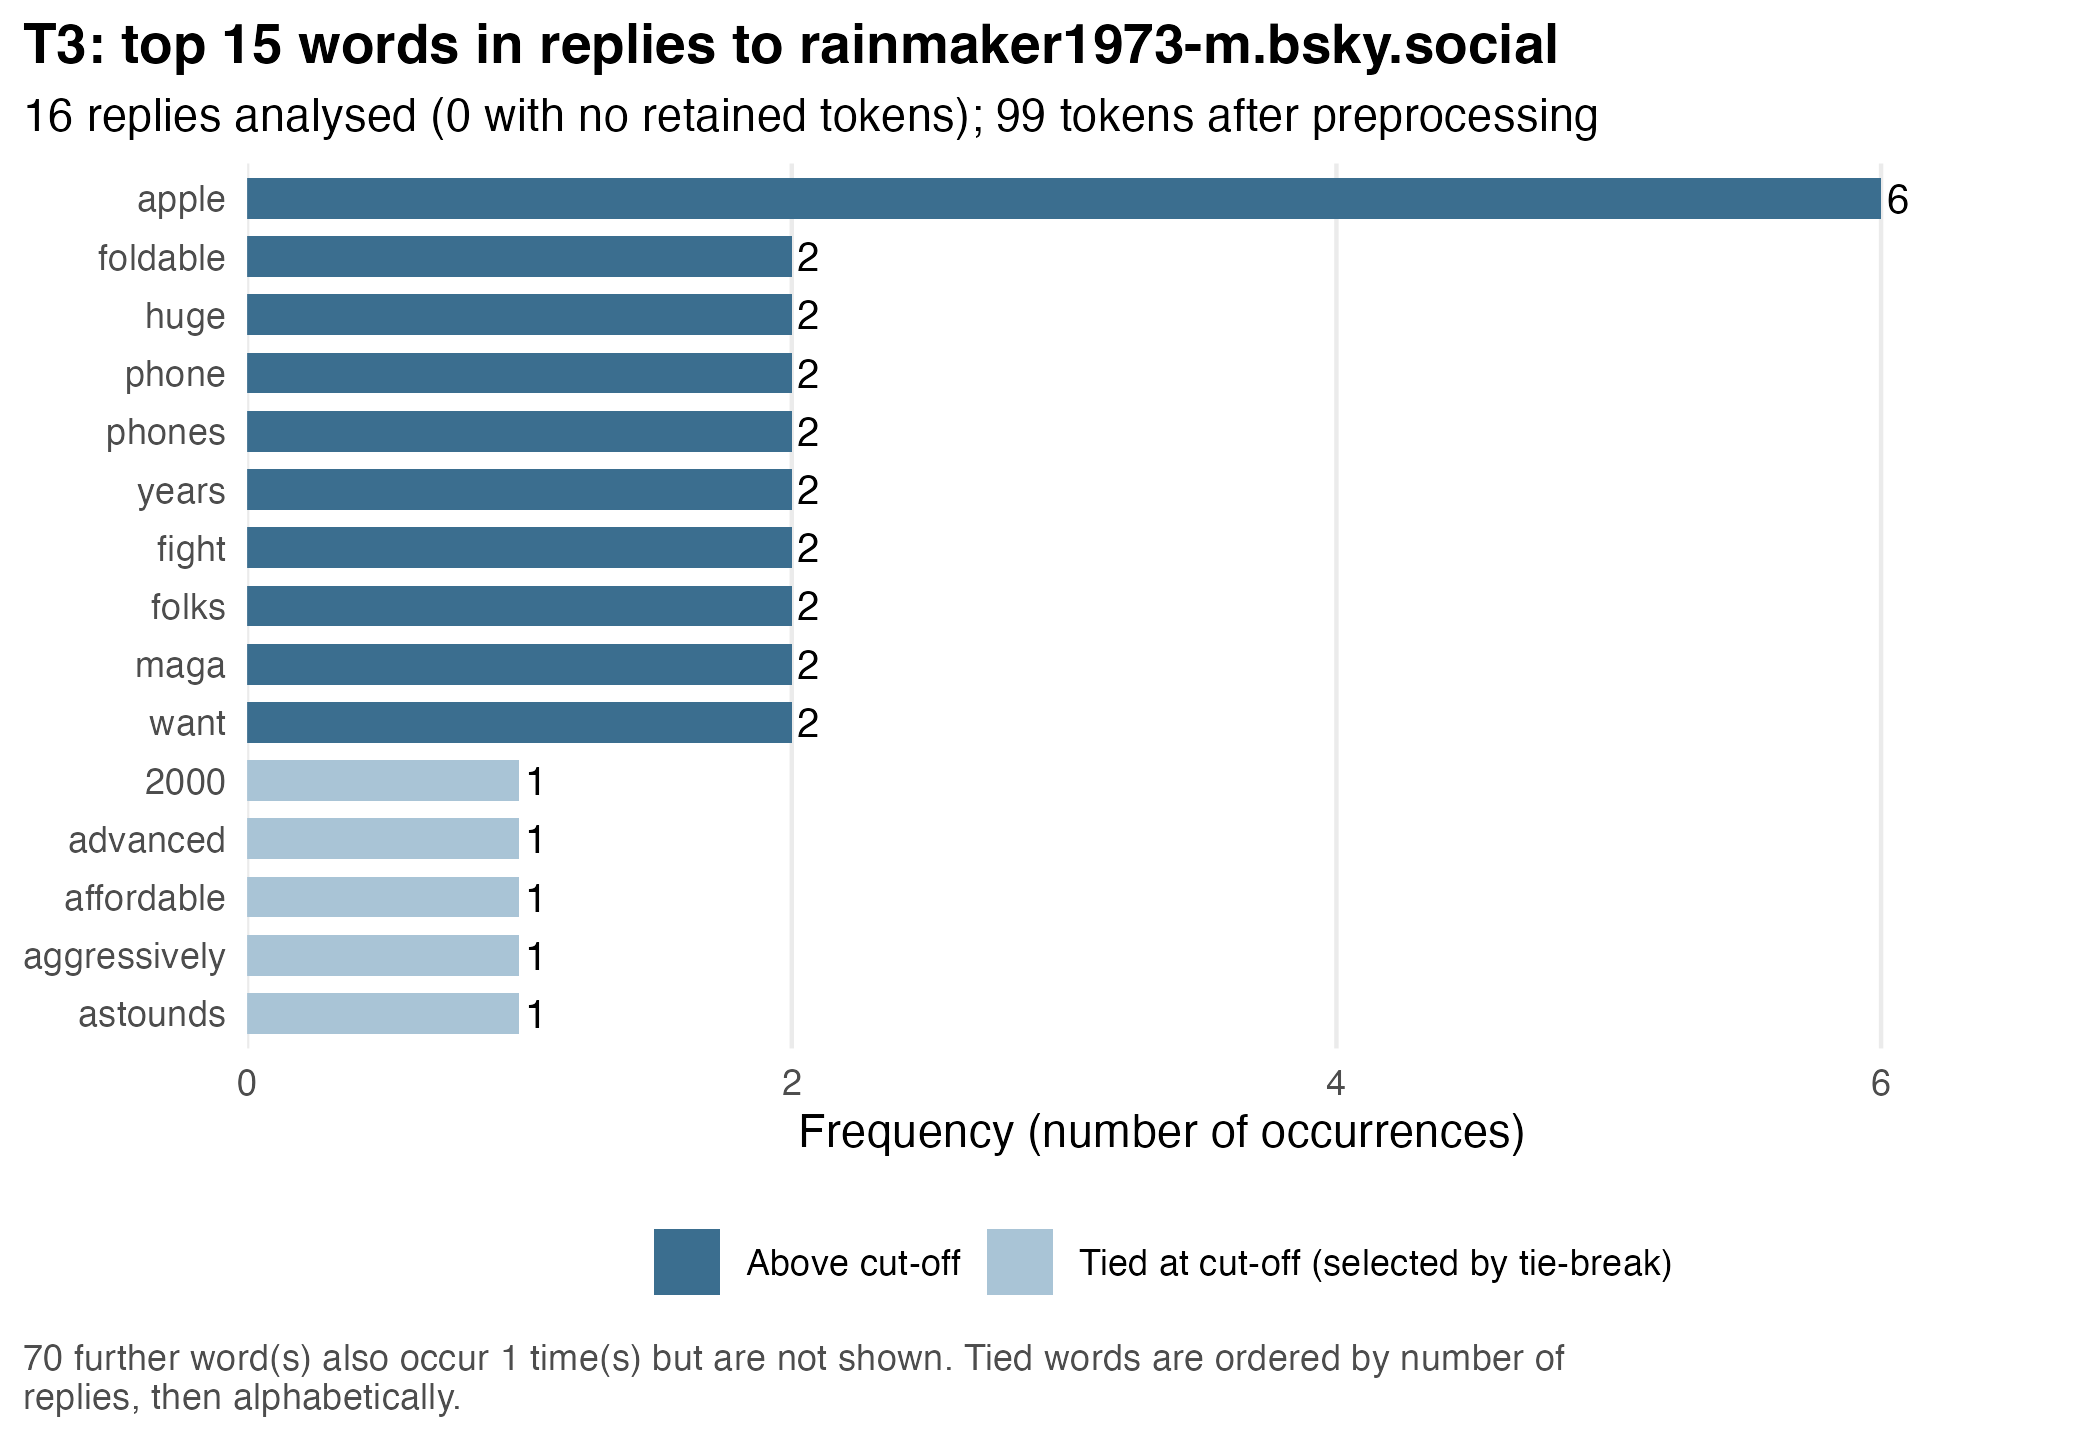 T3: top 15 words in replies to rainmaker1973-m.bsky.social
16 replies analysed (0 with no retained tokens); 99 tokens after preprocessing
apple 6
foldable 2
huge 2
phone 2
phones 2
years 2
fight 2
folks 2
maga 2
want 2
2000 1
advanced 1
affordable 1
aggressively 1
astounds 1
0 2 4 6
Frequency (number of occurrences)
Above cut-off Tied at cut-off (selected by tie-break)
70 further word(s) also occur 1 time(s) but are not shown. Tied words are ordered by number of
replies, then alphabetically.